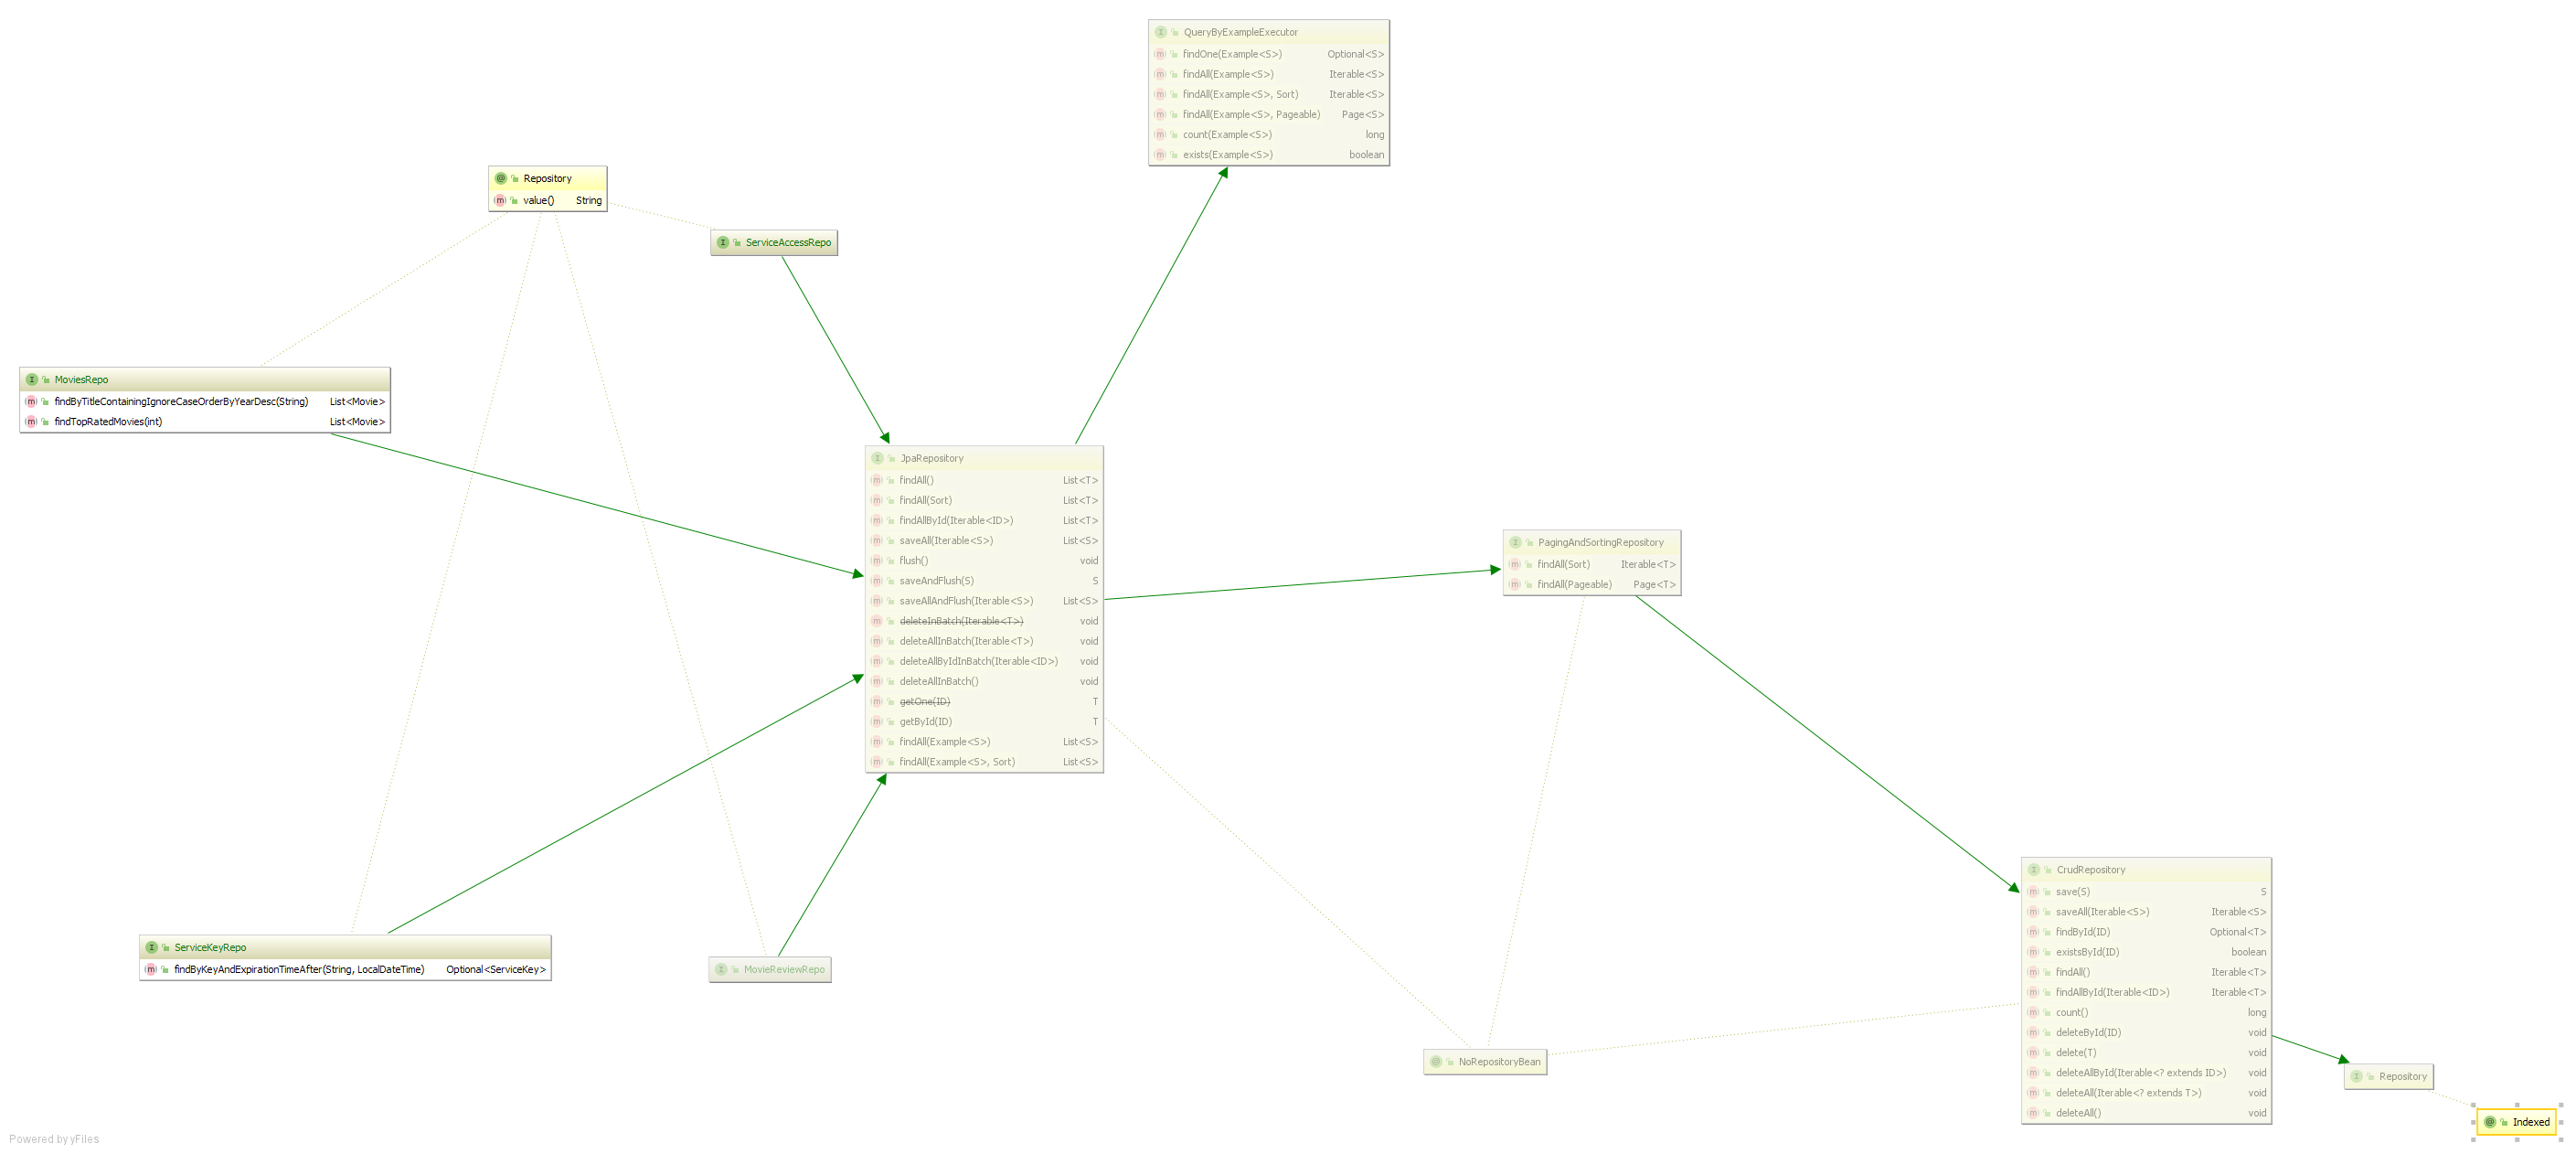 QueryByExampleExecutor
findOne(Example<S>) Optional<S>
findAll(Example<S>) Iterable<S>
findAll(Example<S>, Sort) Iterable<S>
findAll(Example<S>, Pageable) Page<S>
count(Example<S>) long
exists(Example<S>) boolean
Repository
value() String
ServiceAccessRepo
MoviesRepo
findByTitleContainingIgnoreCaseOrderByYearDesc(String) List<Movie>
findTopRatedMovies(int) List<Movie>
JpaRepository
findAll() List<T>
findAll(Sort) List<T>
findAllById(Iterable<ID>) List<T>
saveAll(Iterable<S>) List<S>
flush() void
saveAndFlush(S) S
saveAllAndFlush(Iterable<S>) List<S>
deleteInBatch(Iterable<T>) void
deleteAllInBatch(Iterable<T>) void
deleteAllByIdInBatch(Iterable<ID>) void
deleteAllInBatch() void
getOne(ID) T
getById(ID) T
findAll(Example<S>) List<S>
findAll(Example<S>, Sort) List<S>
PagingAndSortingRepository
findAll(Sort) Iterable<T>
findAll(Pageable) Page<T>
CrudRepository
save(S) S
saveAll(Iterable<S>) Iterable<S>
findById(ID) Optional<T>
existsById(ID) boolean
findAll() Iterable<T>
findAllById(Iterable<ID>) Iterable<T>
count() long
deleteById(ID) void
delete(T) void
deleteAllById(Iterable<? extends ID>) void
deleteAll(Iterable<? extends T>) void
deleteAll() void
ServiceKeyRepo
findByKeyAndExpirationTimeAfter(String, LocalDateTime) Optional<ServiceKey>
MovieReviewRepo
NoRepositoryBean
Repository
Indexed
Powered by yFiles